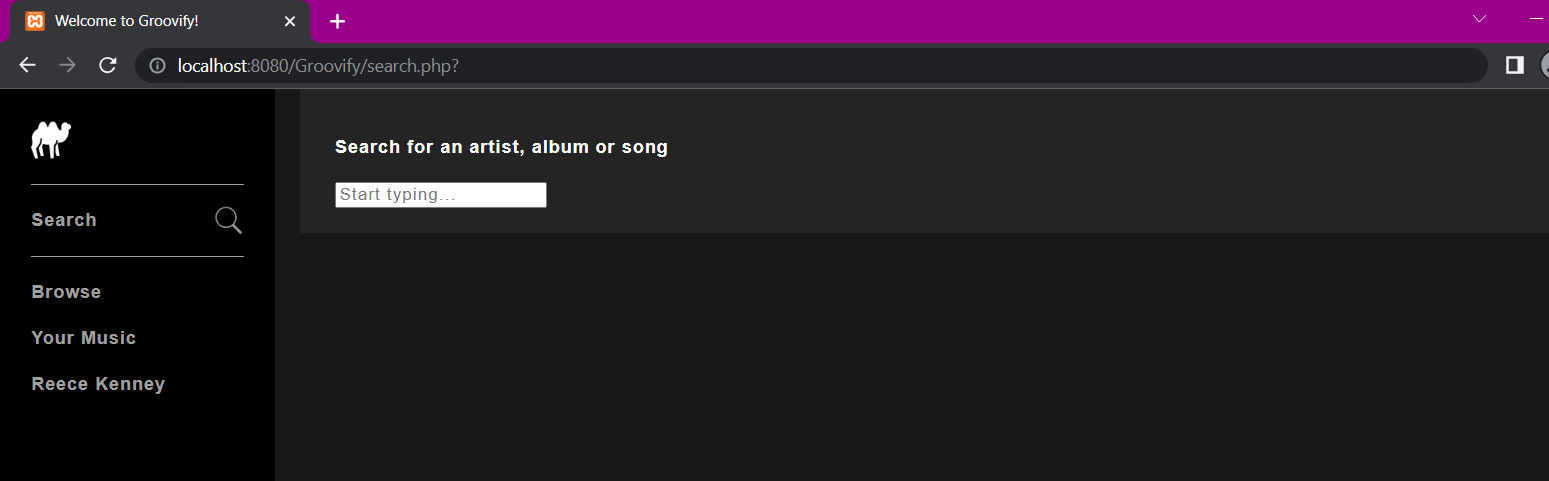 Welcome to Groovify!
localhost:8080/Groovify/search.php?
Search for an artist, album or song
Start typing...
Search
Browse
Your Music
Reece Kenney